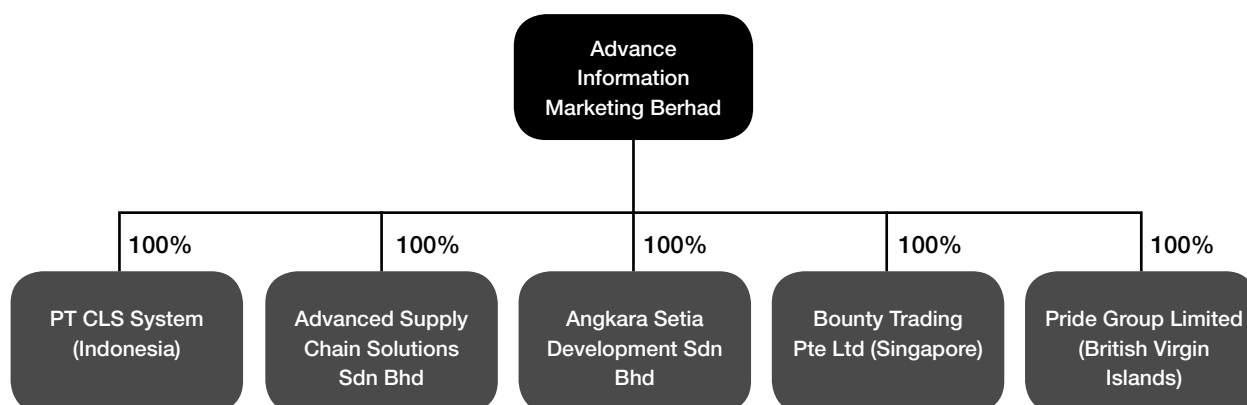 Advance
Information
Marketing Berhad
100%
100%
100%
100%
100%
PT CLS System
(Indonesia)
Advanced Supply
Chain Solutions
Sdn Bhd
Angkara Setia
Development Sdn
Bhd
Bounty Trading
Pte Ltd (Singapore)
Pride Group Limited
(British Virgin
Islands)